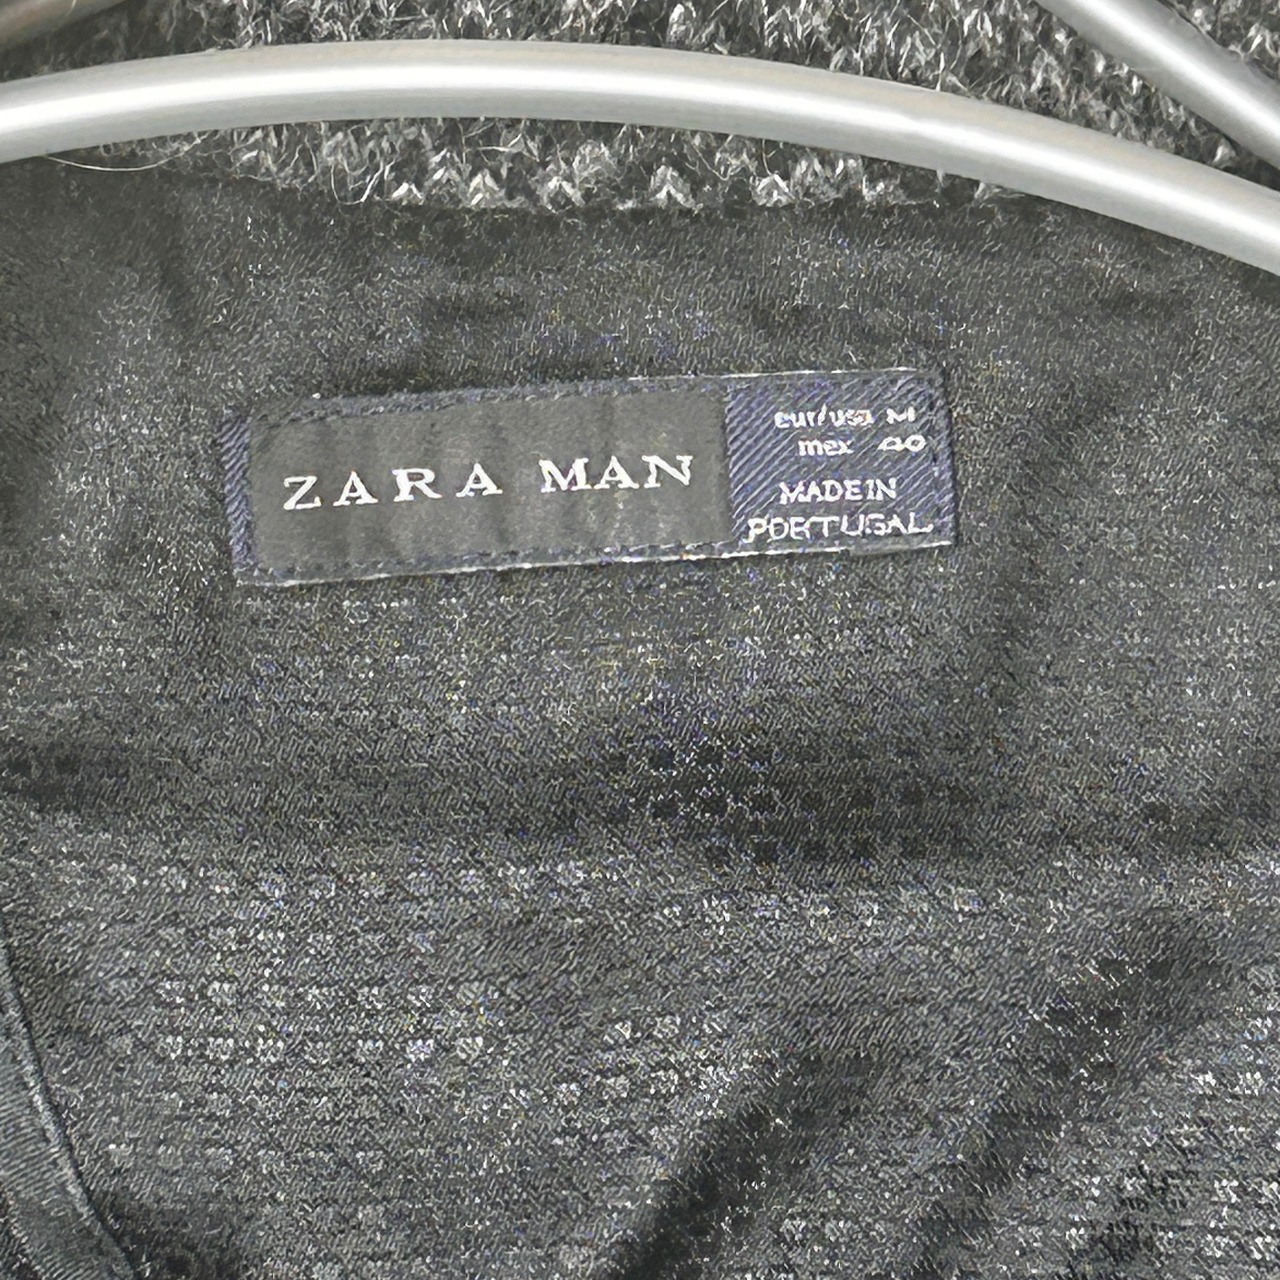 ZARA MAN
eur/usa M
mex 40
MADE IN
PORTUGAL